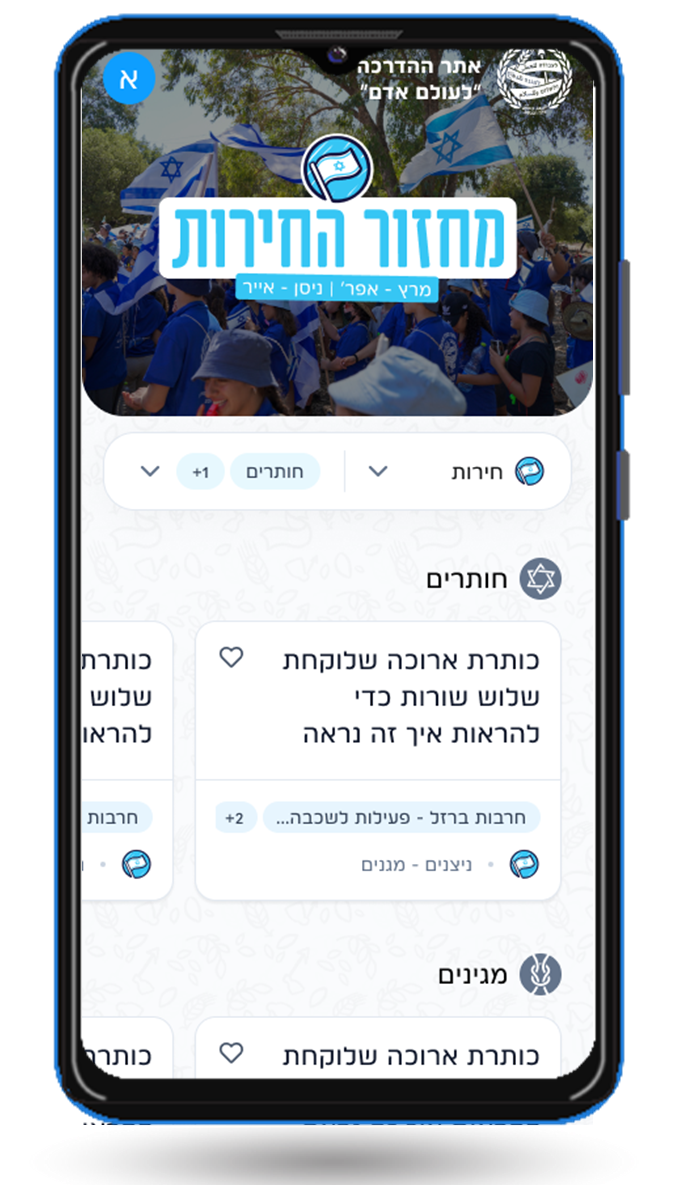 אתר ההדרכה
"לעולם אדם"
א
מחזור החירות
מרץ - אפר׳ | ניסן - אייר
חירות
חותרים
+1
חותרים
כותרת ארוכה שלוקחת
שלוש שורות כדי
להראות איך זה נראה
חרבות ברזל - פעילות לשכבה...
+2
ניצנים - מגנים
כותרת
שלוש
להראו
חרבות
מגינים
כותרת ארוכה שלוקחת
כותרת